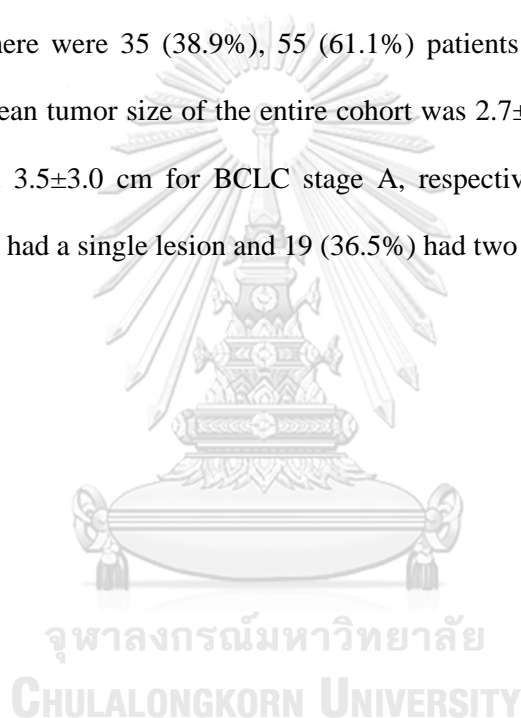 here were 35 (38.9%), 55 (61.1%) patients
ean tumor size of the entire cohort was 2.7±
3.5±3.0 cm for BCLC stage A, respectiv
had a single lesion and 19 (36.5%) had two
จุฬาลงกรณ์มหาวิทยาลัย
CHULALONGKORN UNIVERSITY